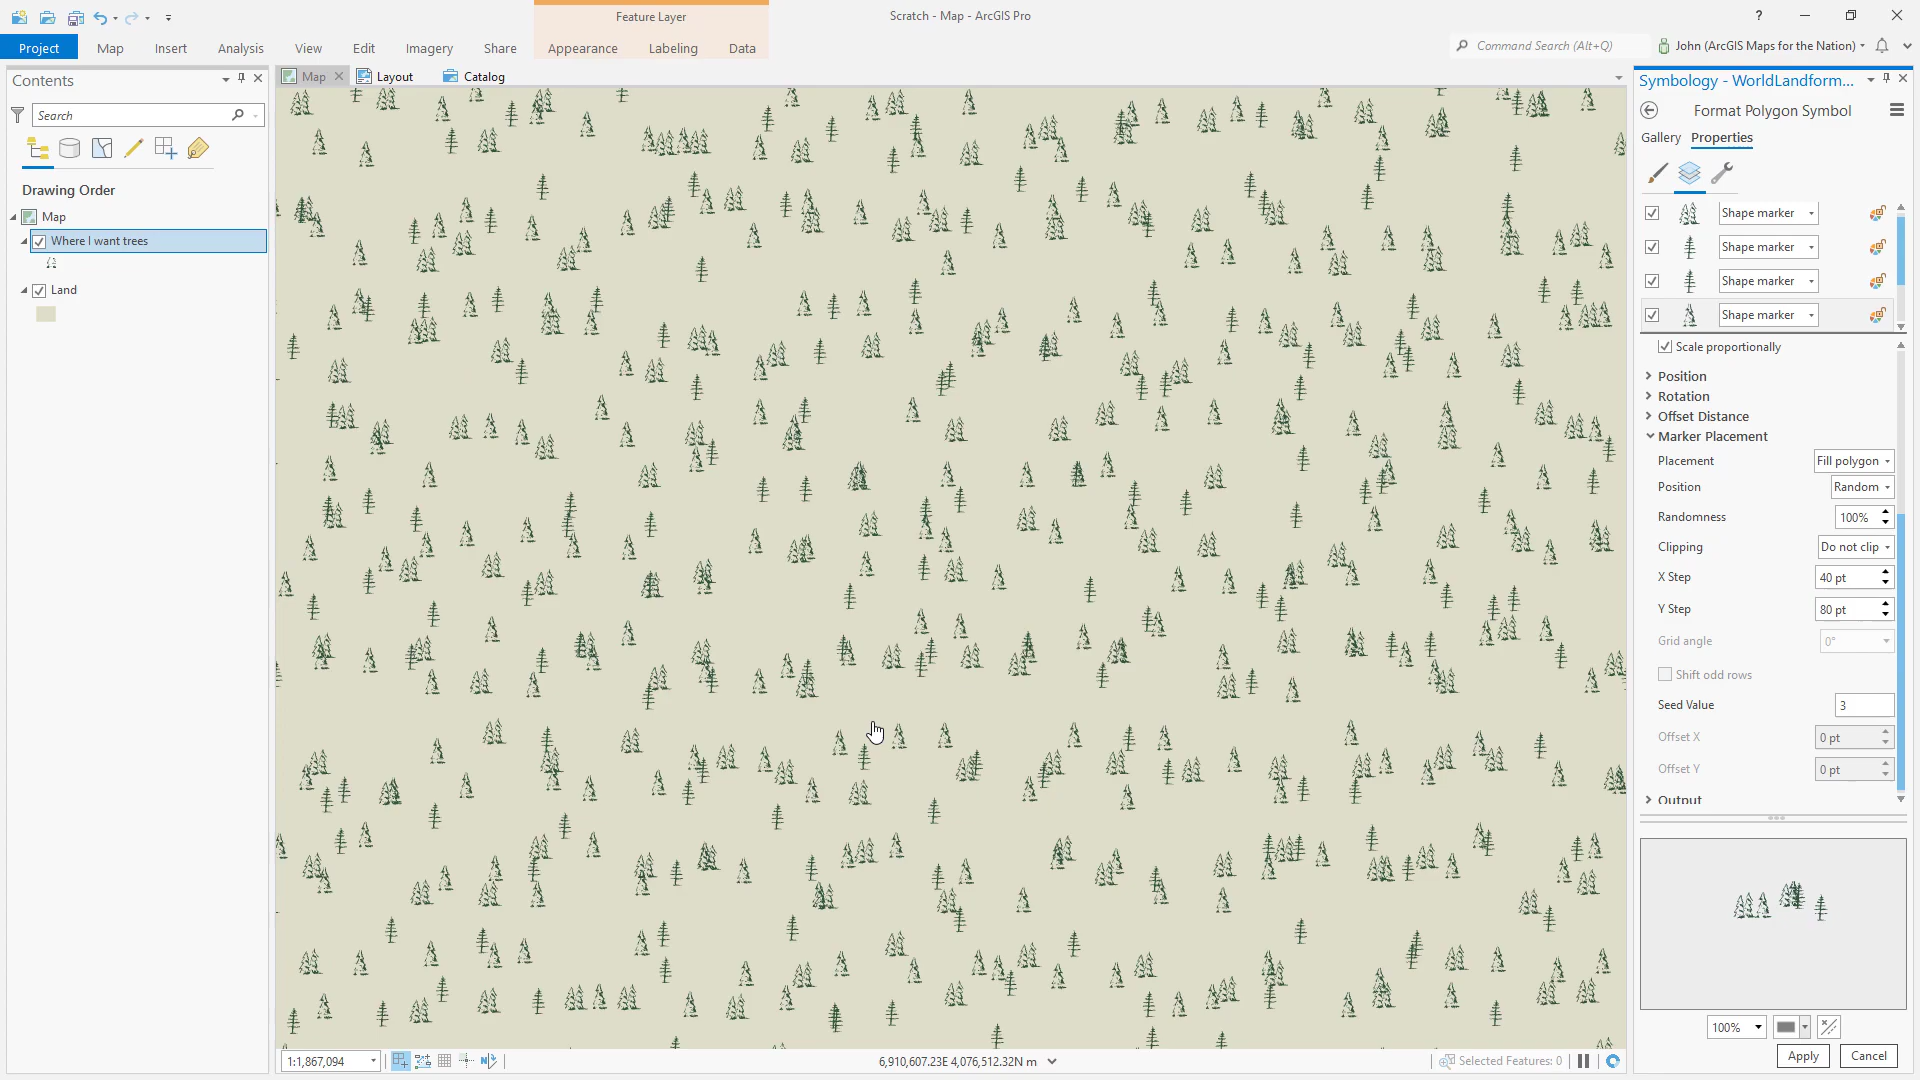 Feature Layer
Scratch - Map - ArcGIS Pro
?
Project Map Insert Analysis View Edit Imagery Share Appearance Labeling Data
Command Search (Alt+Q)
John (ArcGIS Maps for the Nation)
Contents
Search
Drawing Order
Map
Where I want trees
Land
Map Layout Catalog
1:1,867,094
6,910,607.23E 4,076,512.32N m
Selected Features: 0
Symbology - WorldLandform...
Format Polygon Symbol
Gallery Properties
Shape marker
Shape marker
Shape marker
Shape marker
Scale proportionally
Position
Rotation
Offset Distance
Marker Placement
Placement Fill polygon
Position Random
Randomness 100%
Clipping Do not clip
X Step 40 pt
Y Step 80 pt
Grid angle 0°
Shift odd rows
Seed Value 3
Offset X 0 pt
Offset Y 0 pt
Output
100%
Apply Cancel